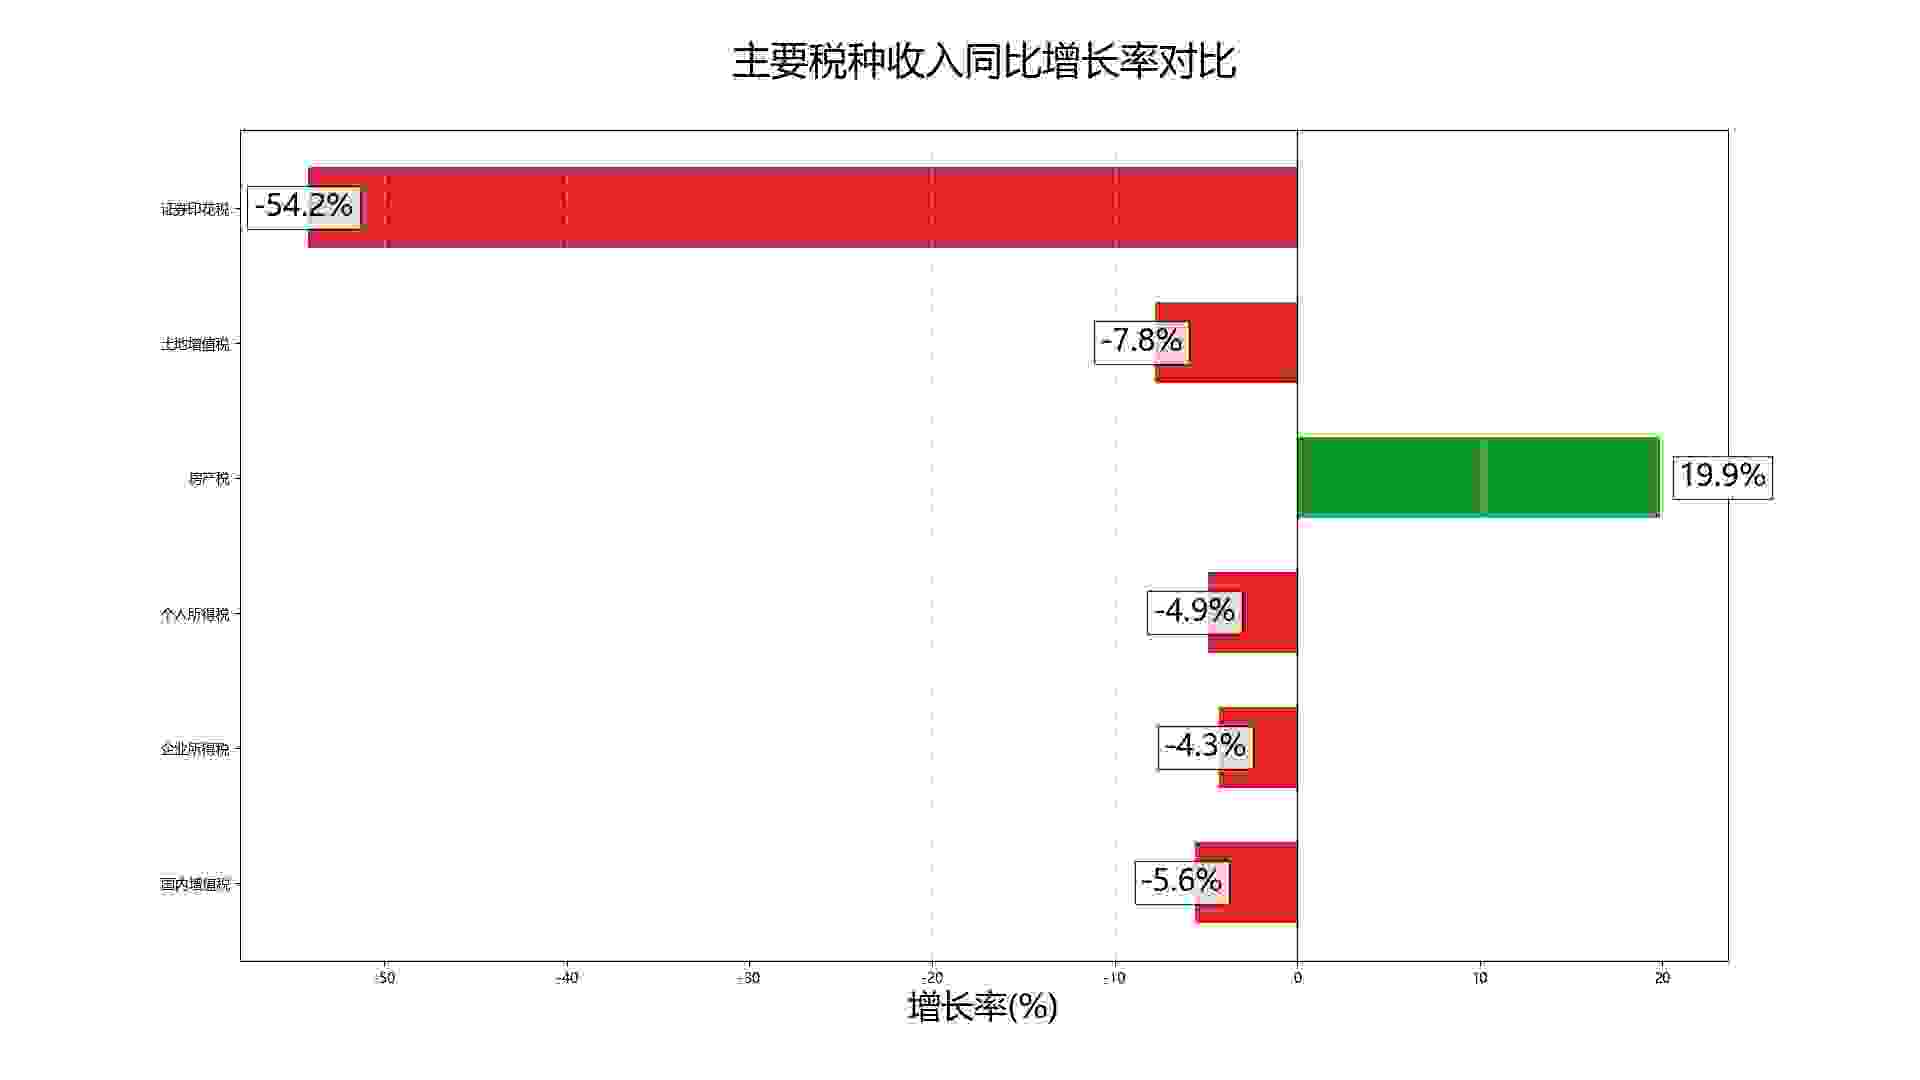 主要税种收入同比增长率对比
证券印花税
-54.2%
土地增值税
-7.8%
房产税
19.9%
个人所得税
-4.9%
企业所得税
-4.3%
国内增值税
-5.6%
-50 -40 -30 -20 -10 0 10 20
增长率(%)